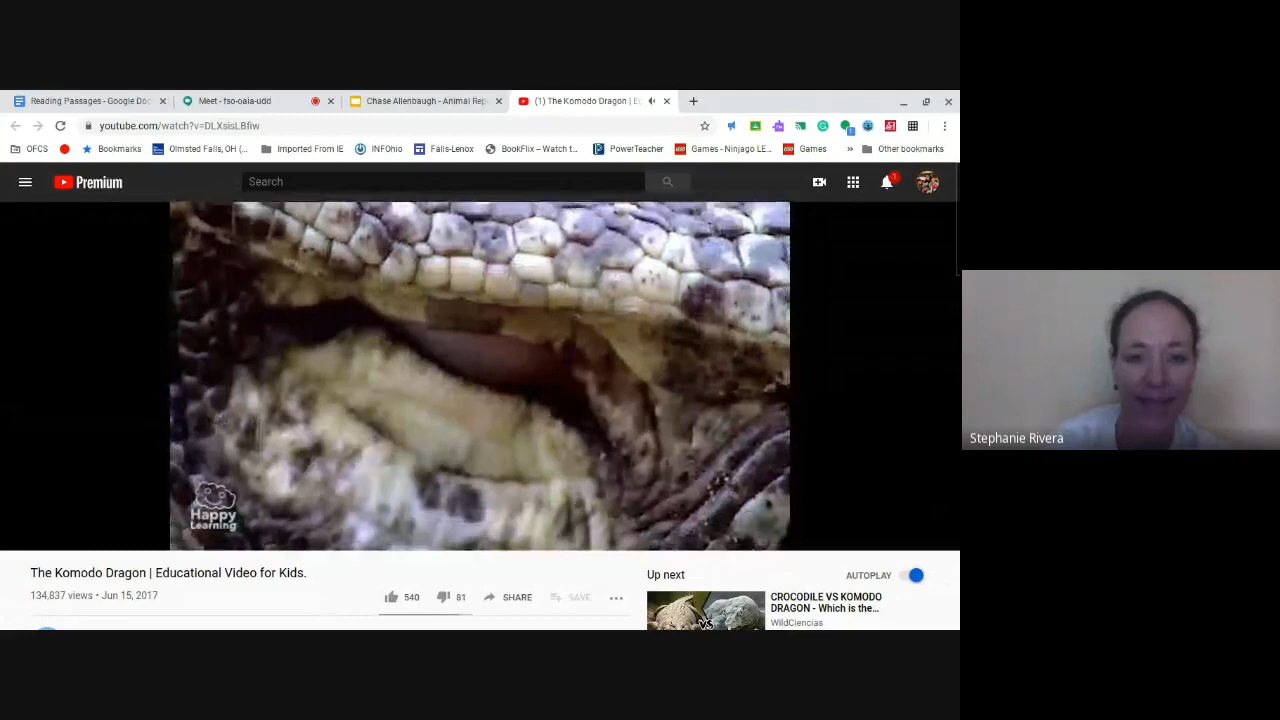 Reading Passages - Google Doc
Meet - fso-oaia-udd
Chase Allenbaugh - Animal Rep
(1) The Komodo Dragon | E
youtube.com/watch?v=DLXsisLBfiw
OFCS
Bookmarks
Olmsted Falls, OH (...
Imported From IE
INFOhio
Falls-Lenox
BookFlix – Watch t...
PowerTeacher
Games - Ninjago LE...
Games
»
Other bookmarks
Premium
Search
1
Happy
Learning
Stephanie Rivera
The Komodo Dragon | Educational Video for Kids.
134,837 views • Jun 15, 2017
540
81
SHARE
SAVE
Up next
AUTOPLAY
VS
CROCODILE VS KOMODO
DRAGON - Which is the...
WildCiencias